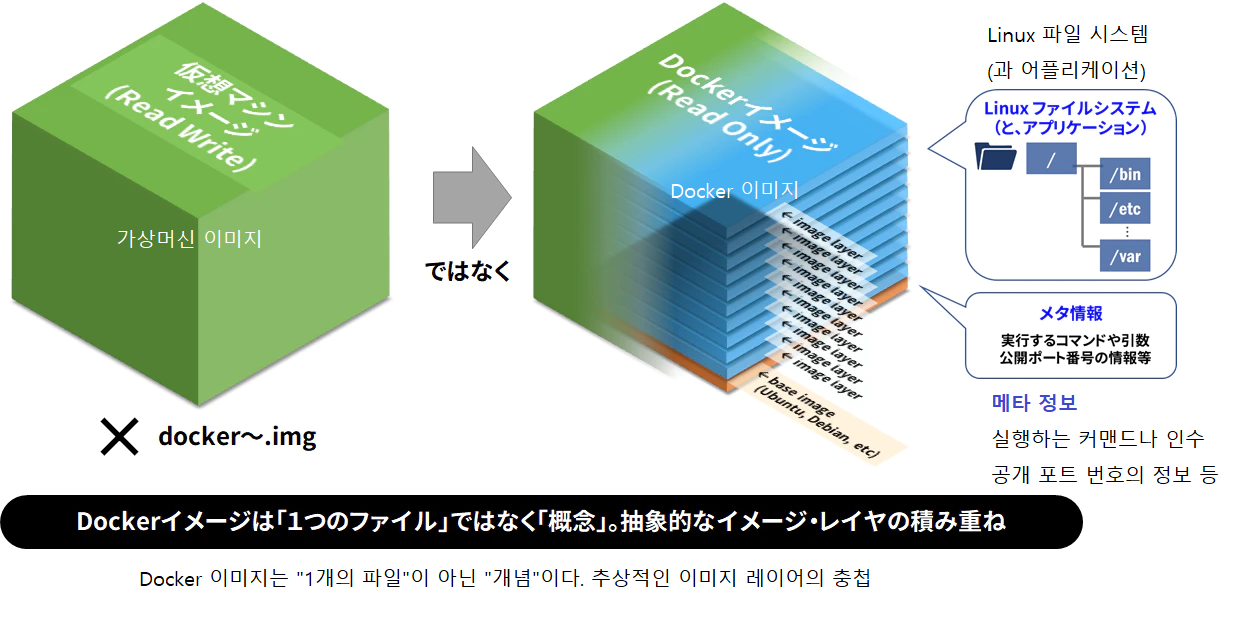 仮想マシン
イメージ
(Read Write)
가상머신 이미지
docker〜.img
ではなく
Dockerイメージ
(Read Only)
Docker 이미지
← image layer
← image layer
← image layer
← image layer
← image layer
← image layer
← image layer
← image layer
← image layer
← base image
(Ubuntu, Debian, etc)
Linux 파일 시스템
(과 어플리케이션)
Linux ファイルシステム
(と、アプリケーション)
/
/bin
/etc
/var
メタ情報
実行するコマンドや引数
公開ポート番号の情報等
메타 정보
실행하는 커맨드나 인수
공개 포트 번호의 정보 등
Dockerイメージは「１つのファイル」ではなく「概念」。抽象的なイメージ・レイヤの積み重ね
Docker 이미지는 "1개의 파일"이 아닌 "개념"이다. 추상적인 이미지 레이어의 충첩